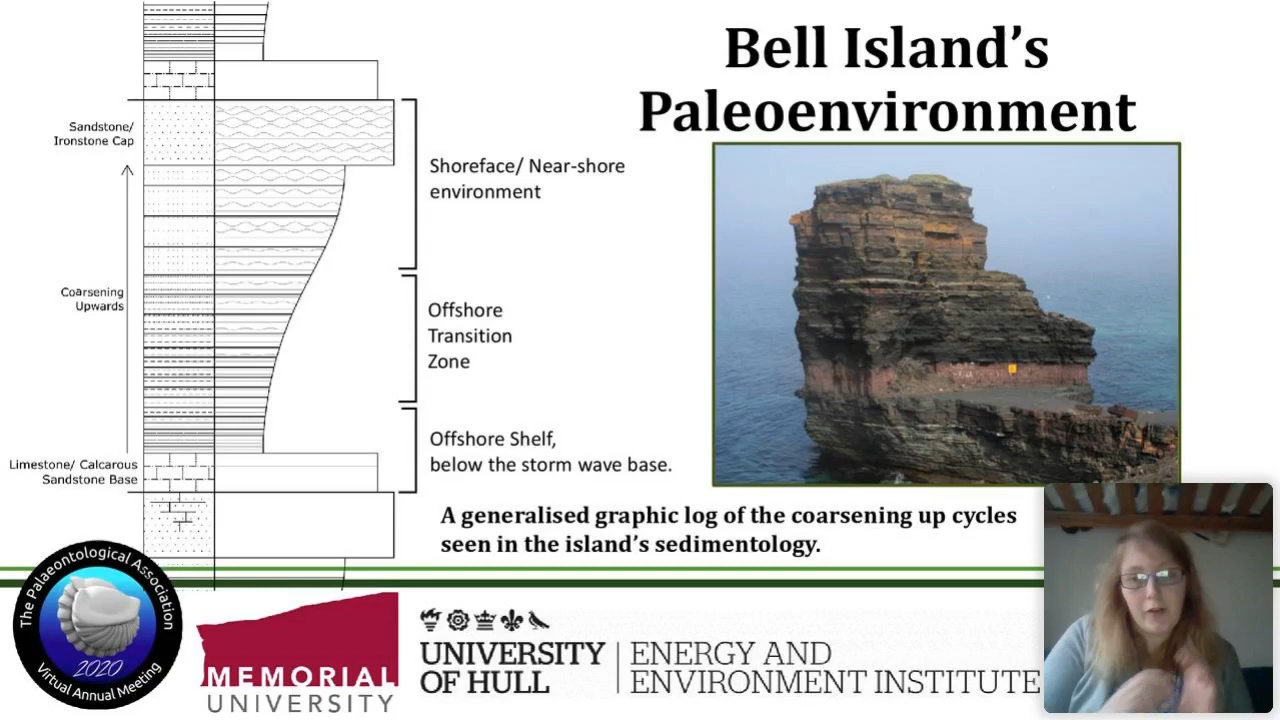 Bell Island's
Paleoenvironment
Sandstone/
Ironstone Cap
Coarsening
Upwards
Limestone/ Calcarous
Sandstone Base
Shoreface/ Near-shore
environment
Offshore
Transition
Zone
Offshore Shelf,
below the storm wave base.
A generalised graphic log of the coarsening up cycles
seen in the island's sedimentology.
The Palaeontological Association
2020
Virtual Annual Meeting
MEMORIAL
UNIVERSITY
UNIVERSITY
OF HULL
ENERGY AND
ENVIRONMENT INSTITUTE